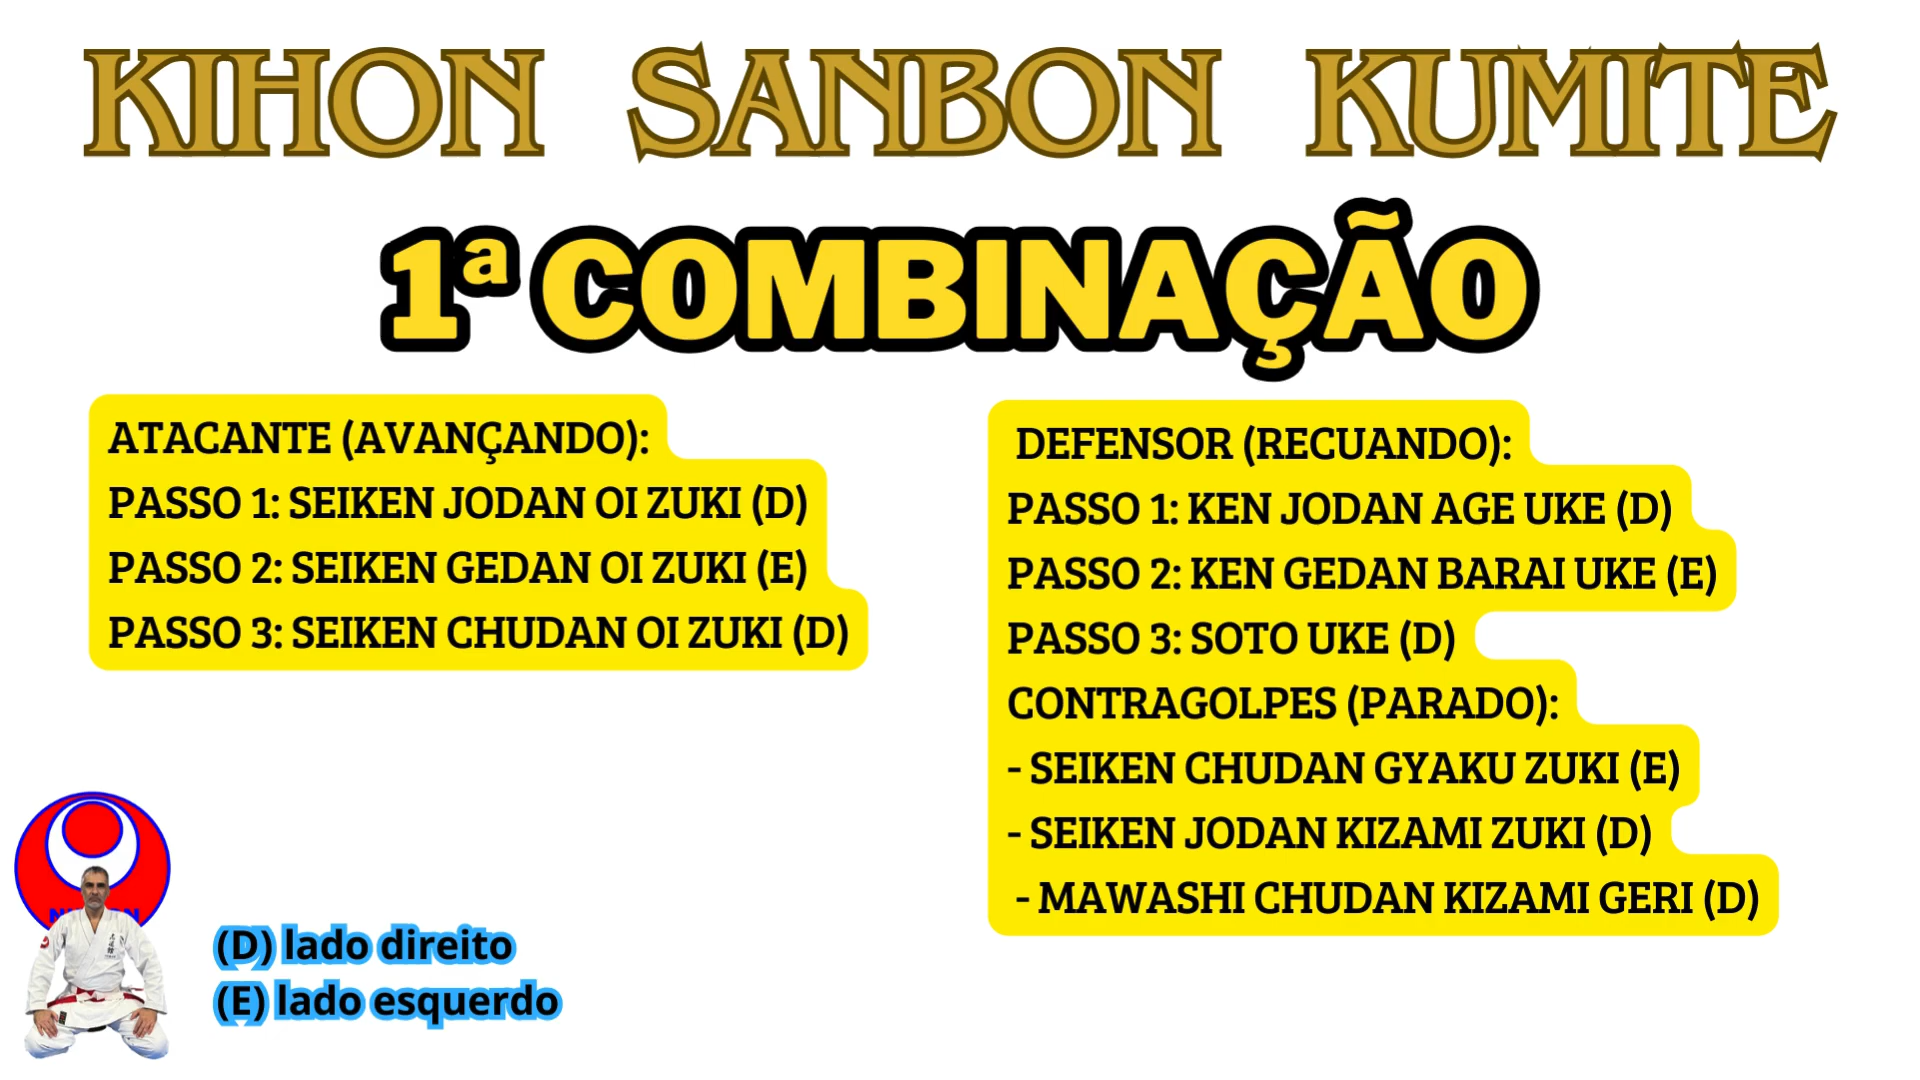 KIHON SANBON KUMITE
1ª COMBINAÇÃO
ATACANTE (AVANÇANDO):
PASSO 1: SEIKEN JODAN OI ZUKI (D)
PASSO 2: SEIKEN GEDAN OI ZUKI (E)
PASSO 3: SEIKEN CHUDAN OI ZUKI (D)
DEFENSOR (RECUANDO):
PASSO 1: KEN JODAN AGE UKE (D)
PASSO 2: KEN GEDAN BARAI UKE (E)
PASSO 3: SOTO UKE (D)
CONTRAGOLPES (PARADO):
- SEIKEN CHUDAN GYAKU ZUKI (E)
- SEIKEN JODAN KIZAMI ZUKI (D)
- MAWASHI CHUDAN KIZAMI GERI (D)
(D) lado direito
(E) lado esquerdo